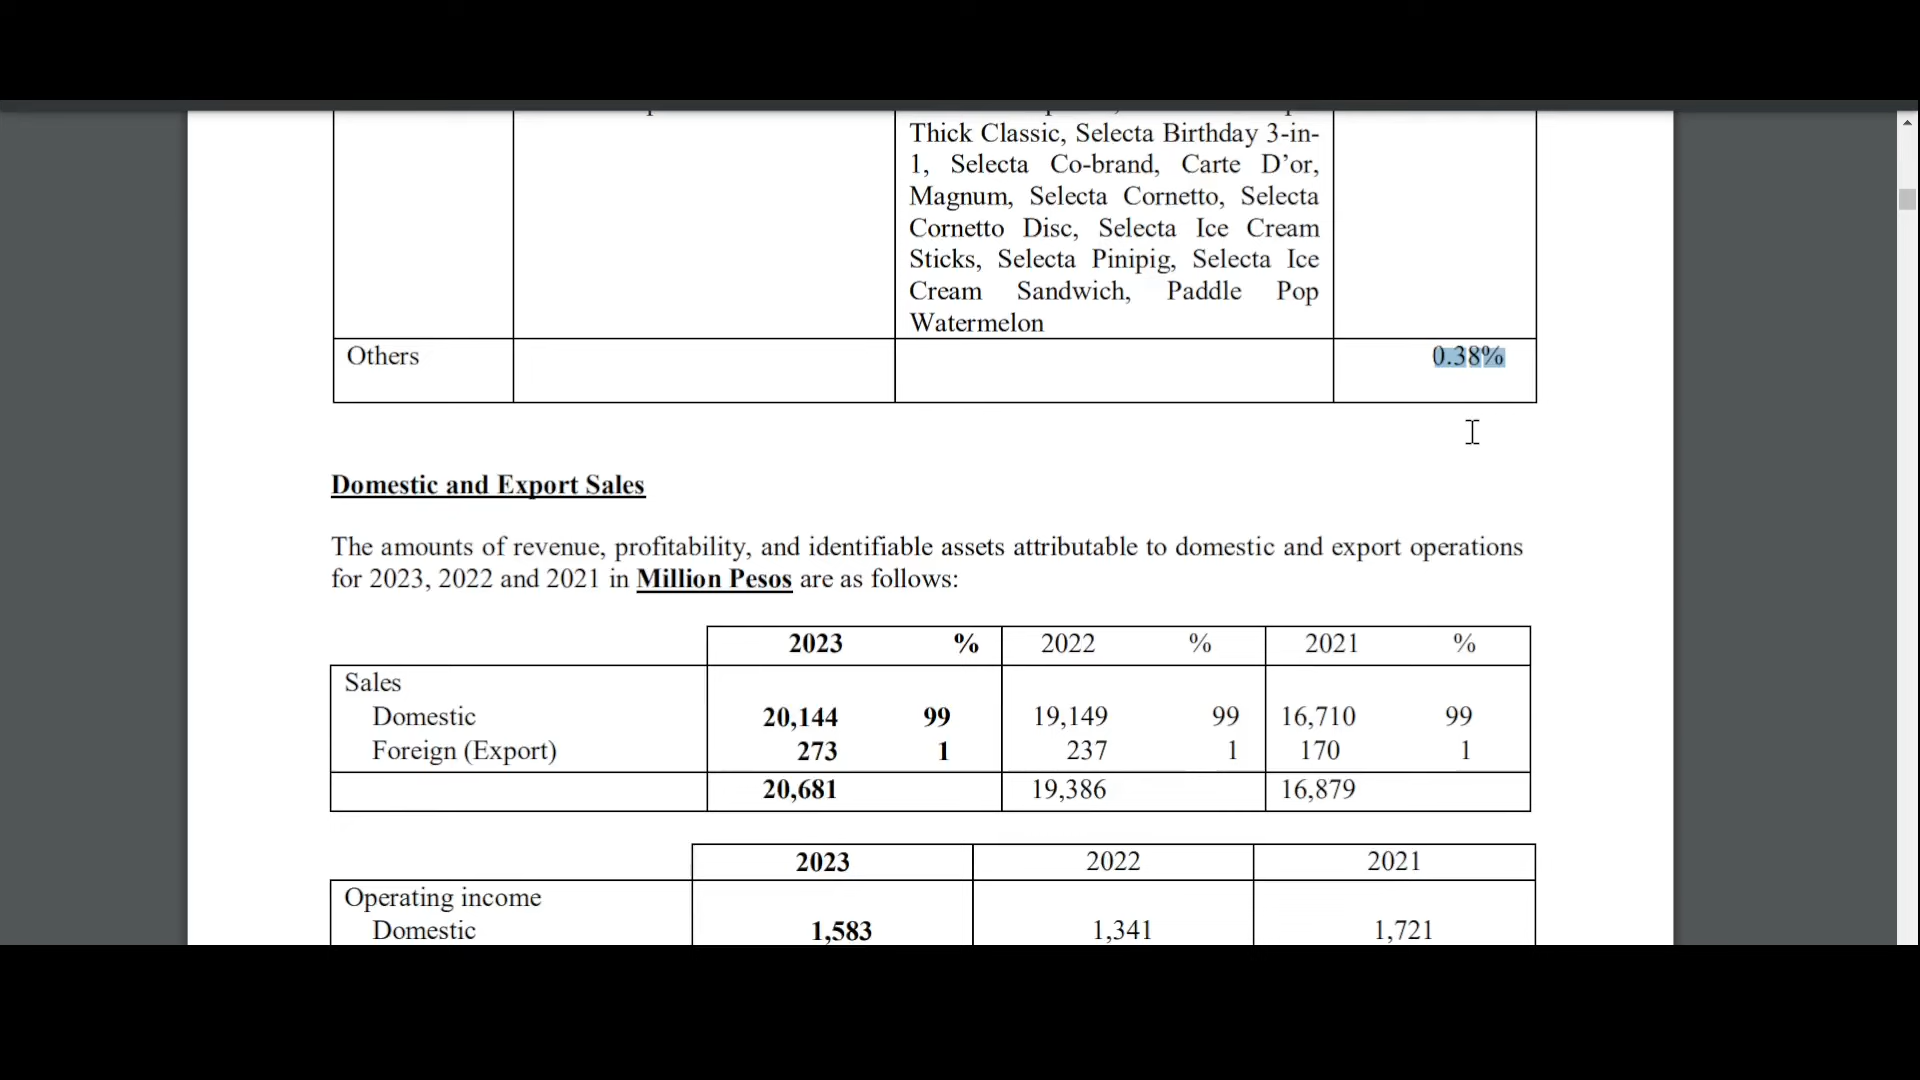 Thick Classic, Selecta Birthday 3-in-
1, Selecta Co-brand, Carte D’or,
Magnum, Selecta Cornetto, Selecta
Cornetto Disc, Selecta Ice Cream
Sticks, Selecta Pinipig, Selecta Ice
Cream Sandwich, Paddle Pop
Watermelon
Others 0.38%
Domestic and Export Sales
The amounts of revenue, profitability, and identifiable assets attributable to domestic and export operations
for 2023, 2022 and 2021 in Million Pesos are as follows:
2023 % 2022 % 2021 %
Sales
Domestic 20,144 99 19,149 99 16,710 99
Foreign (Export) 273 1 237 1 170 1
20,681 19,386 16,879
2023 2022 2021
Operating income
Domestic 1,583 1,341 1,721